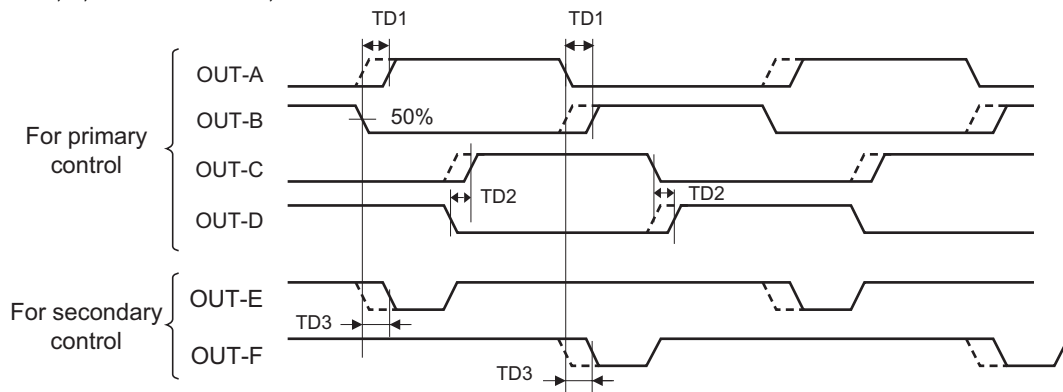 TD1
TD1
OUT-A
OUT-B
50%
For primary
control
OUT-C
TD2
TD2
OUT-D
For secondary
control
OUT-E
TD3
OUT-F
TD3